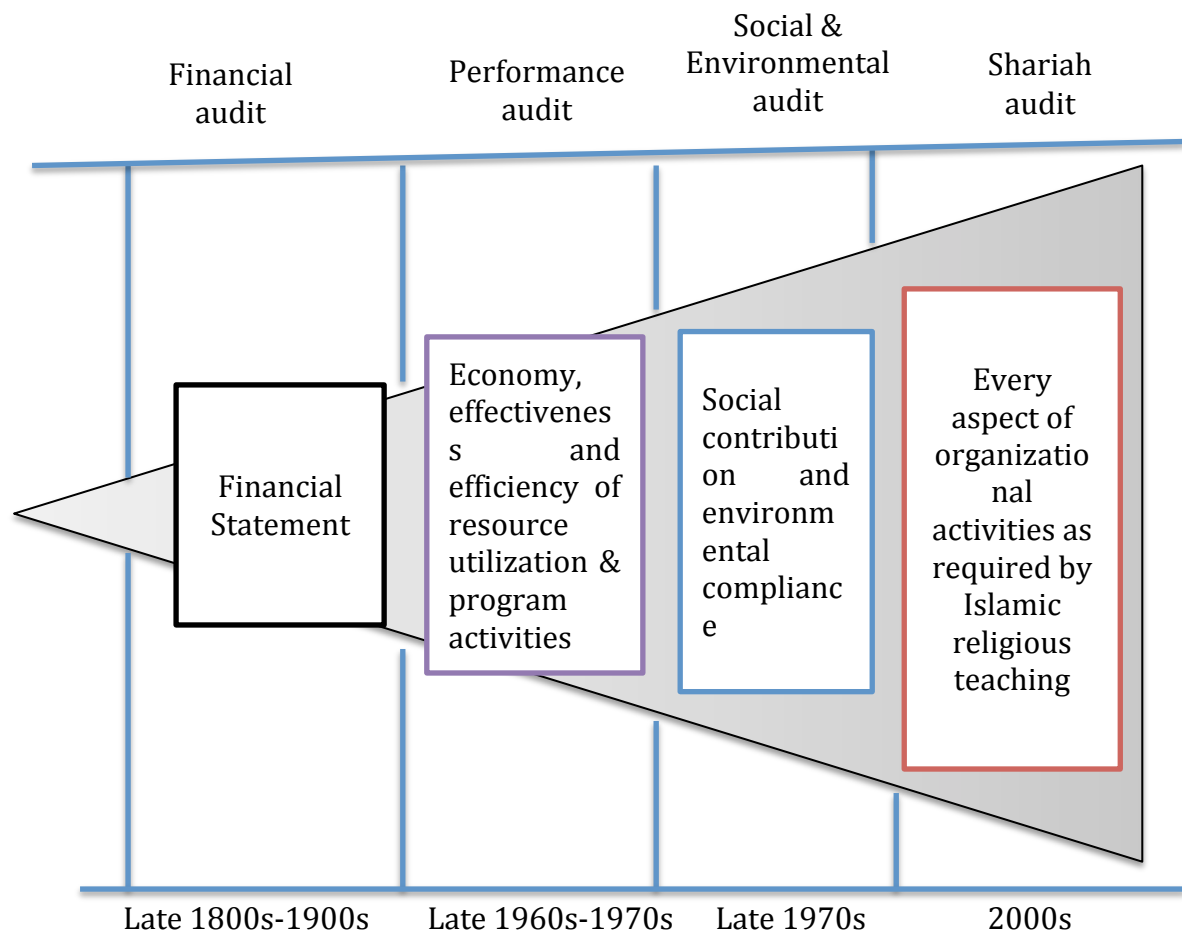 Financial
audit
Performance
audit
Social &
Environmental
audit
Shariah
audit
Financial
Statement
Economy,
effectivenes
s and
efficiency of
resource
utilization &
program
activities
Social
contributi
on and
environm
ental
complianc
e
Every
aspect of
organizatio
nal
activities as
required by
Islamic
religious
teaching
Late 1800s-1900s
Late 1960s-1970s
Late 1970s
2000s